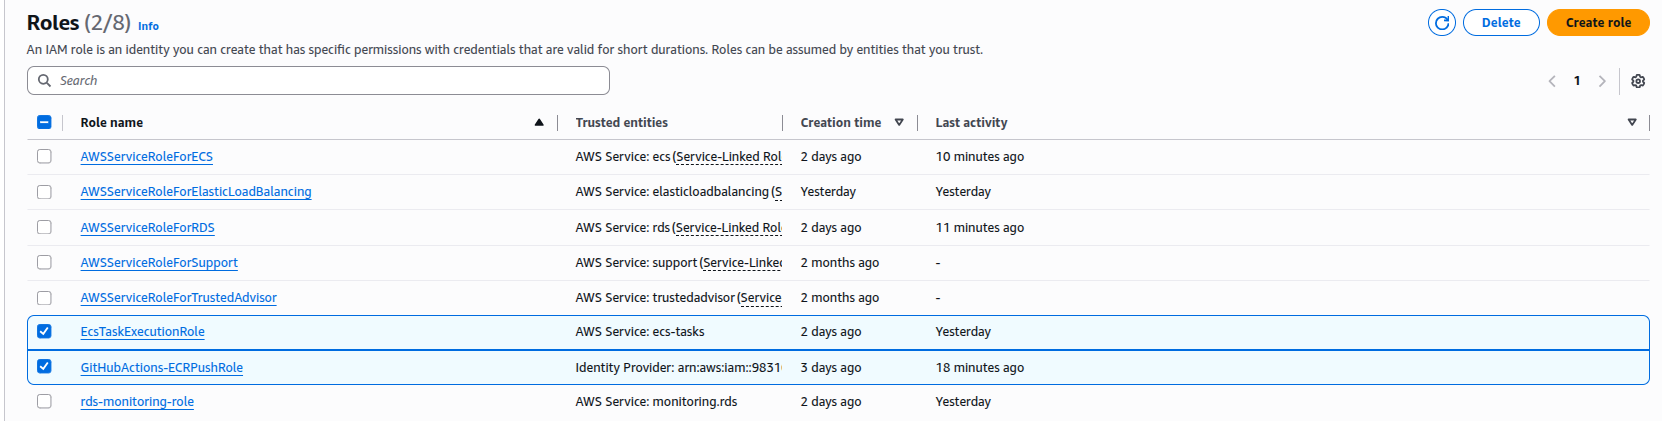 Roles (2/8) Info
Delete
Create role
An IAM role is an identity you can create that has specific permissions with credentials that are valid for short durations. Roles can be assumed by entities that you trust.
Search
1
Role name Trusted entities Creation time Last activity
AWSServiceRoleForECS AWS Service: ecs (Service-Linked Rol 2 days ago 10 minutes ago
AWSServiceRoleForElasticLoadBalancing AWS Service: elasticloadbalancing (S Yesterday Yesterday
AWSServiceRoleForRDS AWS Service: rds (Service-Linked Rol 2 days ago 11 minutes ago
AWSServiceRoleForSupport AWS Service: support (Service-Linked 2 months ago -
AWSServiceRoleForTrustedAdvisor AWS Service: trustedadvisor (Service 2 months ago -
EcsTaskExecutionRole AWS Service: ecs-tasks 2 days ago Yesterday
GitHubActions-ECRPushRole Identity Provider: arn:aws:iam::9831 3 days ago 18 minutes ago
rds-monitoring-role AWS Service: monitoring.rds 2 days ago Yesterday